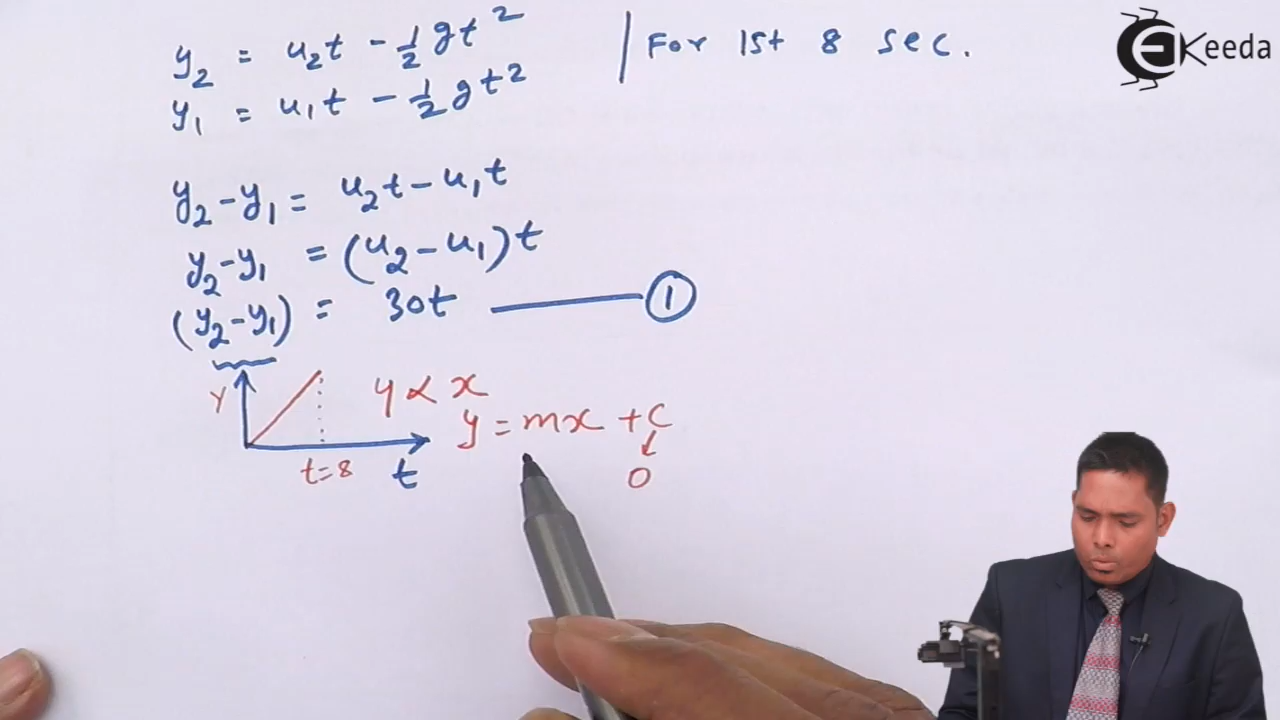 y₂ = u₂t - ½gt² | For 1st 8 sec.
y₁ = u₁t - ½gt²
y₂-y₁ = u₂t - u₁t
y₂-y₁ = (u₂-u₁)t
(y₂-y₁) = 30t ——— ①
Y
y ∝ x
y = mx + c
↓
0
t=8
t
EKeeda